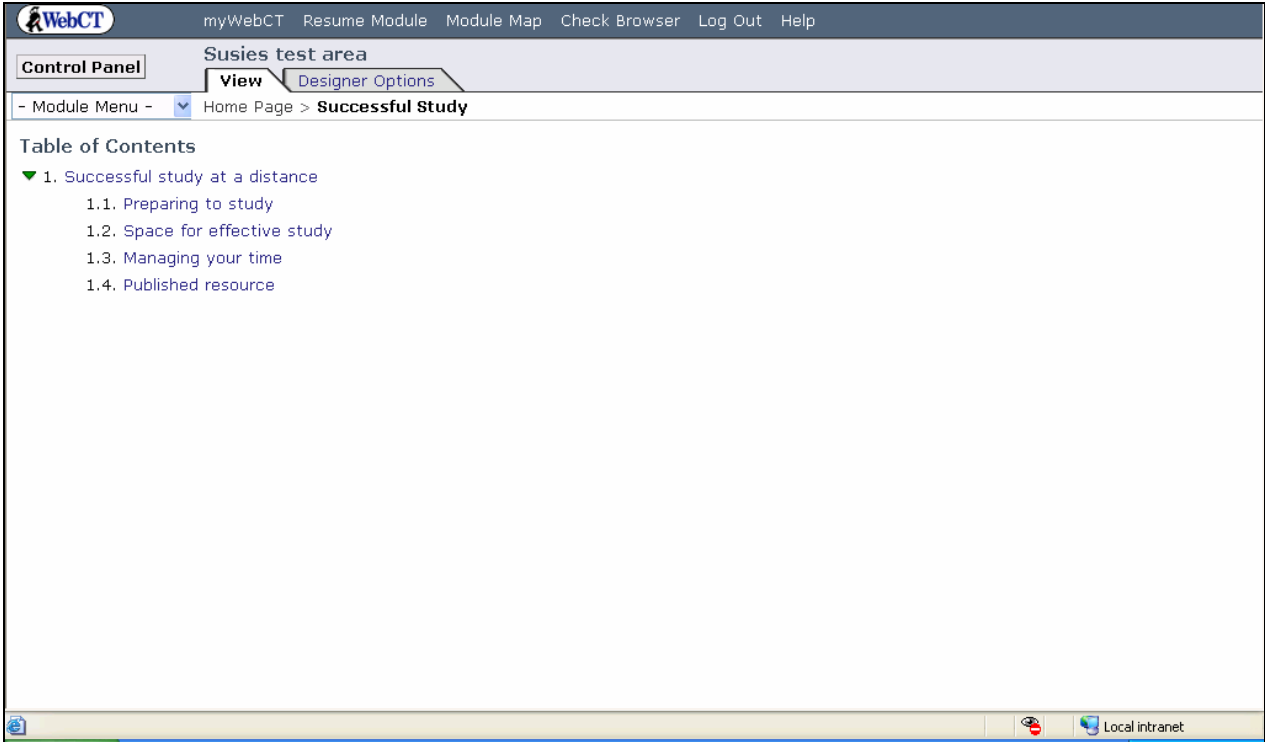 WebCT myWebCT Resume Module Module Map Check Browser Log Out Help
Control Panel
Susies test area
View Designer Options
- Module Menu - Home Page > Successful Study
Table of Contents
1. Successful study at a distance
1.1. Preparing to study
1.2. Space for effective study
1.3. Managing your time
1.4. Published resource
Local intranet